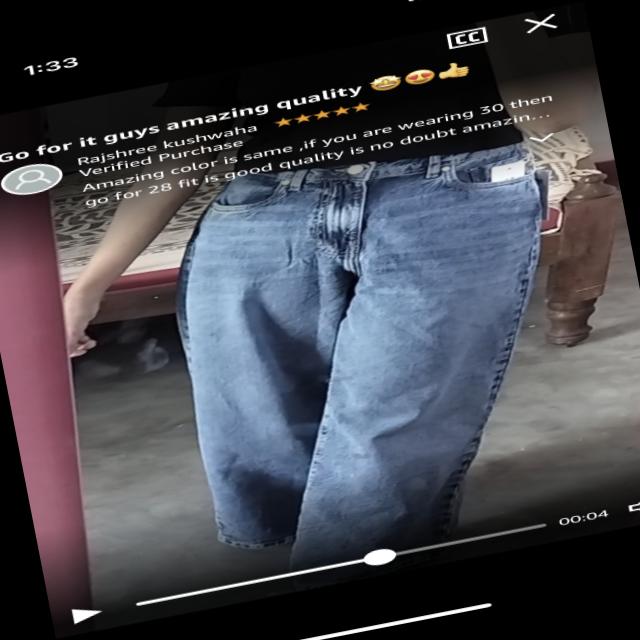 1:33
CC
Go for it guys amazing quality 🤩😍👍
Rajshree kushwaha ★★★★★
Verified Purchase
Amazing color is same ,if you are wearing 30 then
go for 28 fit is good quality is no doubt amazin...
00:04